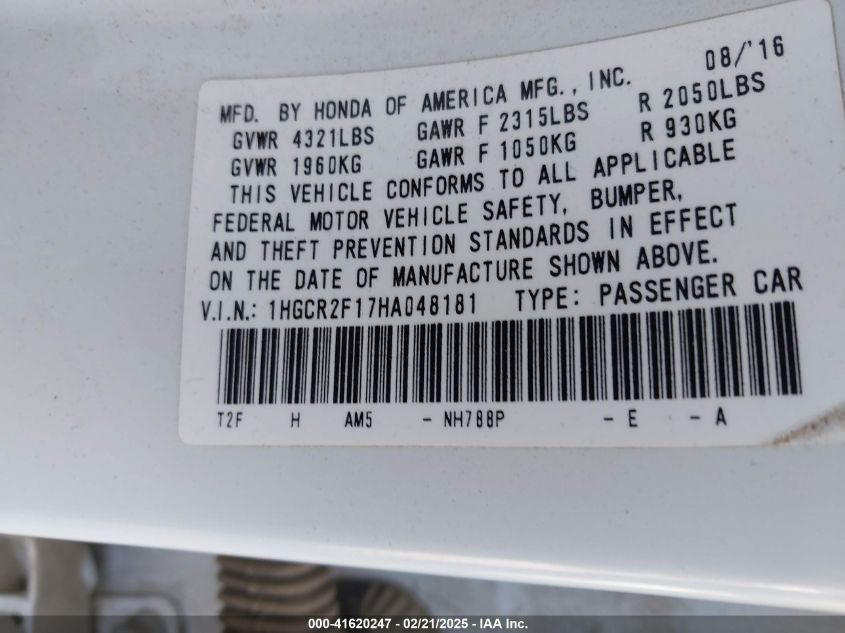 08/'16
MFD. BY HONDA OF AMERICA MFG., INC.
GVWR 4321LBS GAWR F 2315LBS R 2050LBS
GVWR 1960KG GAWR F 1050KG R 930KG
THIS VEHICLE CONFORMS TO ALL APPLICABLE
FEDERAL MOTOR VEHICLE SAFETY, BUMPER,
AND THEFT PREVENTION STANDARDS IN EFFECT
ON THE DATE OF MANUFACTURE SHOWN ABOVE.
V.I.N.: 1HGCR2F17HA048181 TYPE: PASSENGER CAR
T2F H AM5 - NH788P - E - A
000-41620247 - 02/21/2025 - IAA Inc.